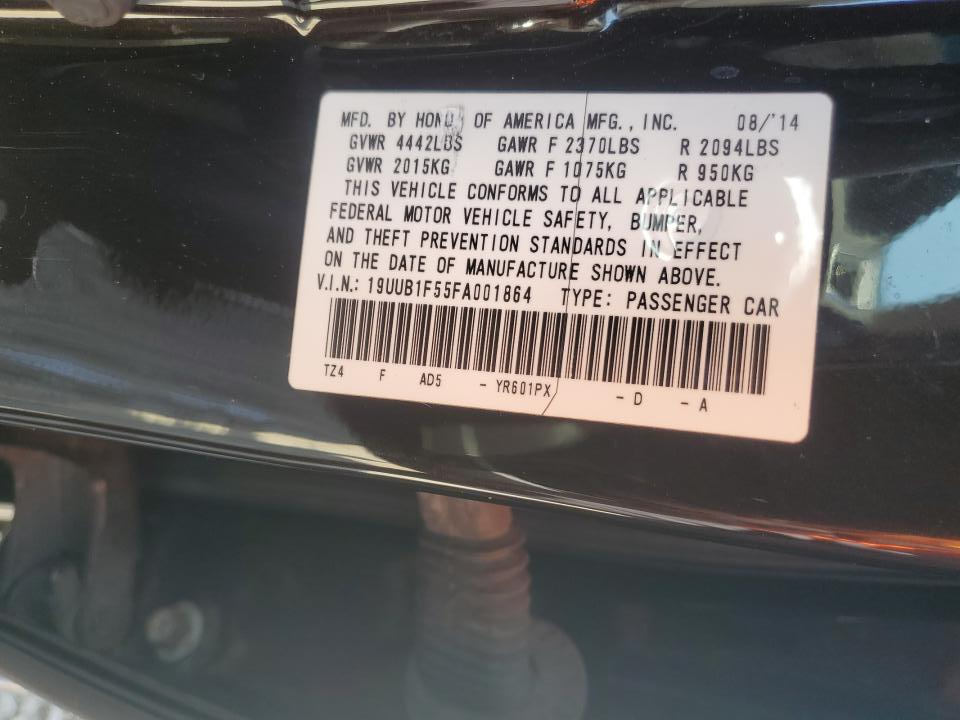 MFD. BY HOND OF AMERICA MFG., INC. 08/'14
GVWR 4442LBS GAWR F 2370LBS R 2094LBS
GVWR 2015KG GAWR F 1075KG R 950KG
THIS VEHICLE CONFORMS TO ALL APPLICABLE
FEDERAL MOTOR VEHICLE SAFETY, BUMPER,
AND THEFT PREVENTION STANDARDS IN EFFECT
ON THE DATE OF MANUFACTURE SHOWN ABOVE.
V.I.N.: 19UUB1F55FA001864 TYPE: PASSENGER CAR
TZ4 F AD5 - YR601PX - D - A